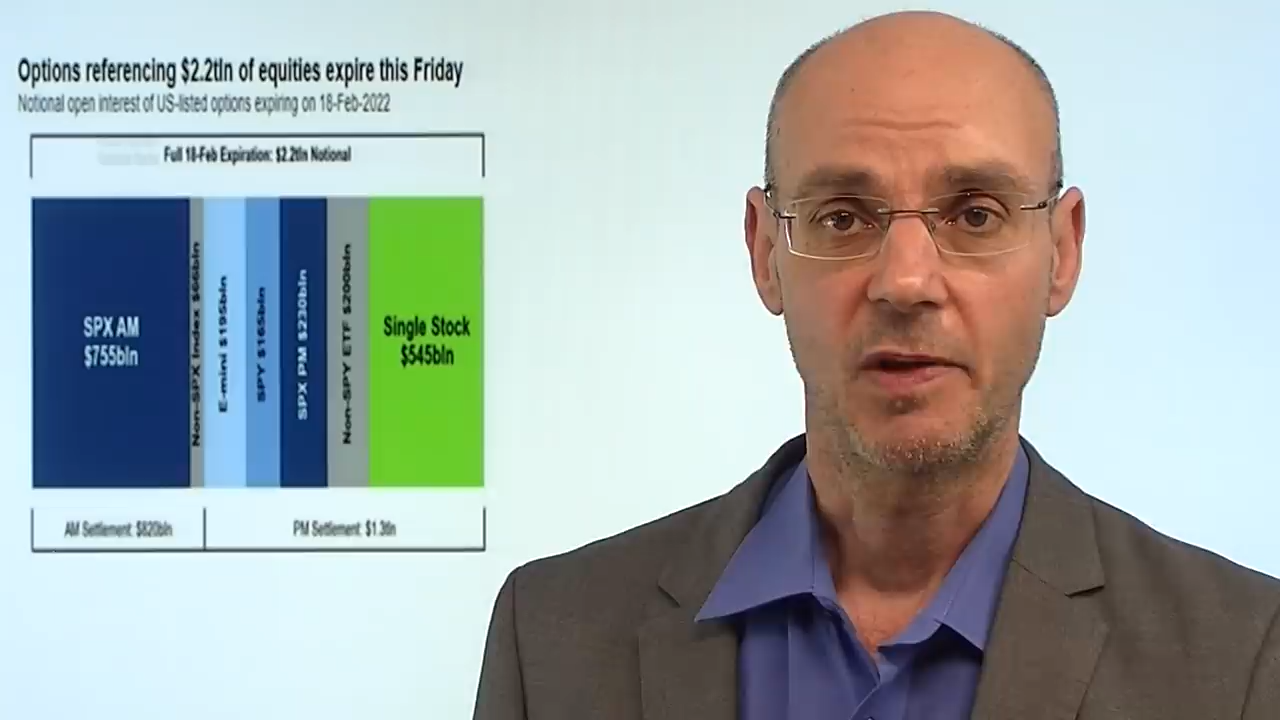 Options referencing $2.2tln of equities expire this Friday
Notional open interest of US-listed options expiring on 18-Feb-2022
Full 18-Feb Expiration: $2.2tln Notional
SPX AM
$755bln
Non-SPX Index $66bln
E-mini $195bln
SPY $165bln
SPX PM $230bln
Non-SPY ETF $200bln
Single Stock
$545bln
AM Settlement: $820bln
PM Settlement: $1.3tln